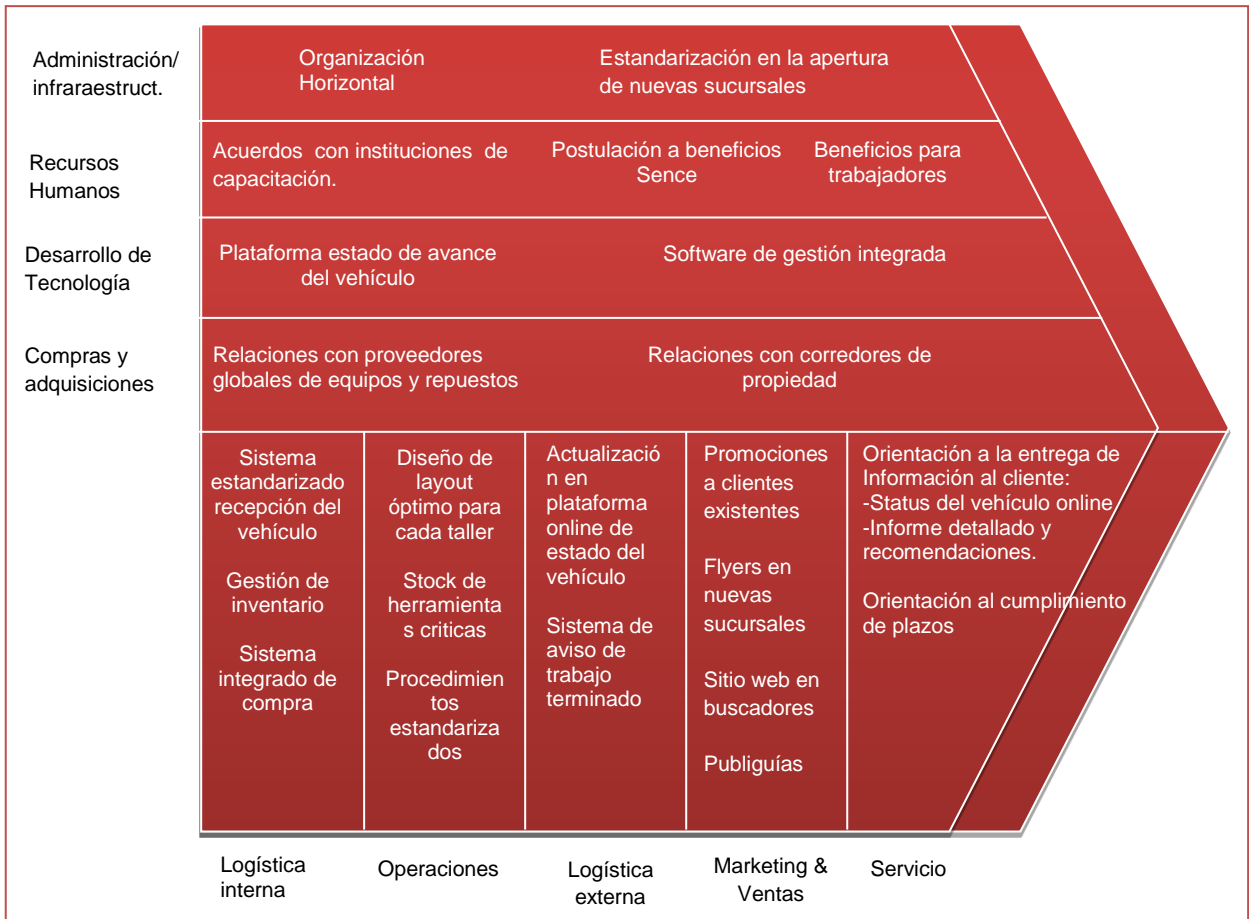 Administración/
infraraestruct.
Organización
Horizontal
Estandarización en la apertura
de nuevas sucursales
Recursos
Humanos
Acuerdos con instituciones de
capacitación.
Postulación a beneficios
Sence
Beneficios para
trabajadores
Desarrollo de
Tecnología
Plataforma estado de avance
del vehículo
Software de gestión integrada
Compras y
adquisiciones
Relaciones con proveedores
globales de equipos y repuestos
Relaciones con corredores de
propiedad
Sistema
estandarizado
recepción del
vehículo
Gestión de
inventario
Sistema
integrado de
compra
Diseño de
layout
óptimo para
cada taller
Stock de
herramienta
s criticas
Procedimien
tos
estandariza
dos
Actualizació
n en
plataforma
online de
estado del
vehículo
Sistema de
aviso de
trabajo
terminado
Promociones
a clientes
existentes
Flyers en
nuevas
sucursales
Sitio web en
buscadores
Publiguías
Orientación a la entrega de
Información al cliente:
-Status del vehículo online
-Informe detallado y
recomendaciones.
Orientación al cumplimiento
de plazos
Logística
interna
Operaciones
Logística
externa
Marketing &
Ventas
Servicio